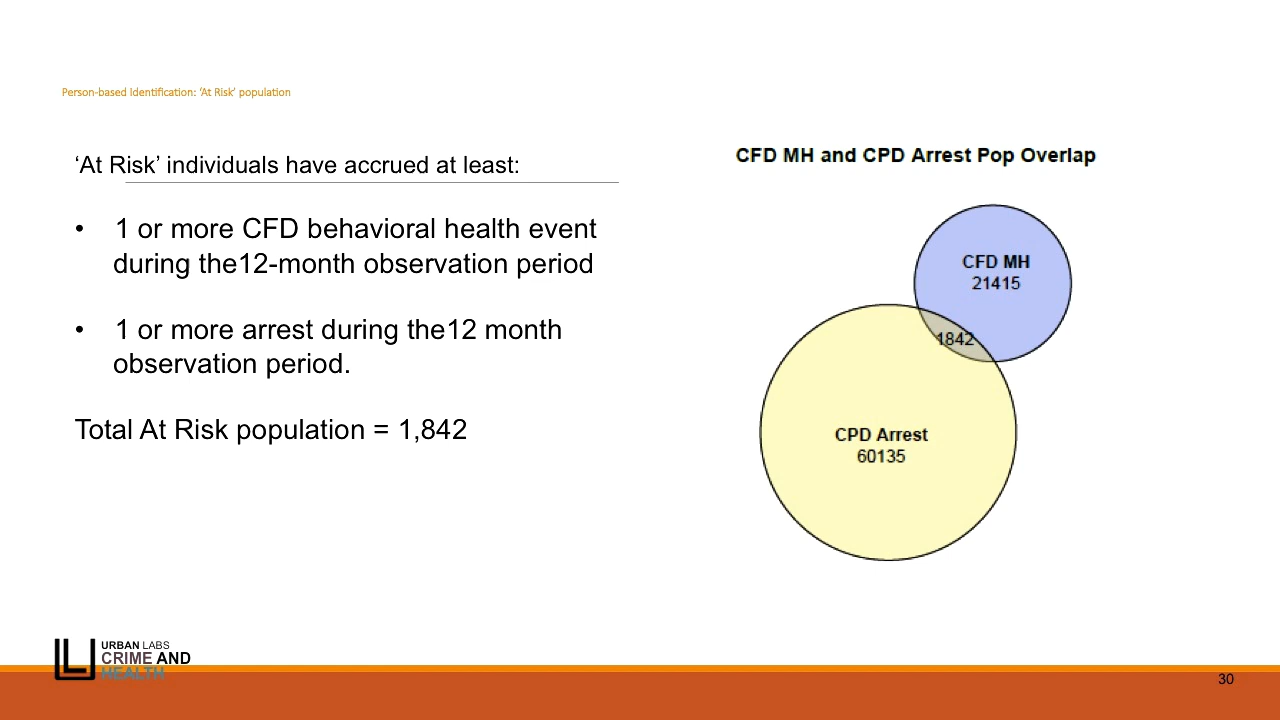 Person-based Identification: ‘At Risk’ population
‘At Risk’ individuals have accrued at least:
• 1 or more CFD behavioral health event
during the12-month observation period
• 1 or more arrest during the12 month
observation period.
Total At Risk population = 1,842
CFD MH and CPD Arrest Pop Overlap
CFD MH
21415
1842
CPD Arrest
60135
URBAN LABS
CRIME AND
HEALTH
30